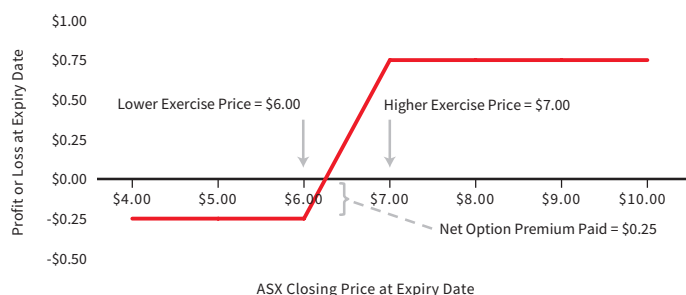 $1.00
$0.75
$0.50
Lower Exercise Price = $6.00
Higher Exercise Price = $7.00
$0.25
$0.00
$4.00 $5.00 $6.00 $7.00 $8.00 $9.00 $10.00
-$0.25
Net Option Premium Paid = $0.25
-$0.50
Profit or Loss at Expiry Date
ASX Closing Price at Expiry Date